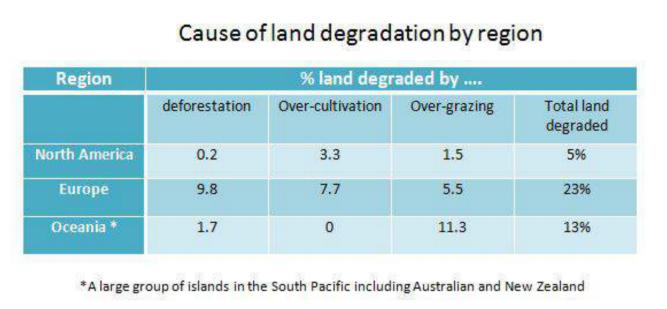 Cause of land degradation by region
Region % land degraded by ....
deforestation Over-cultivation Over-grazing Total land
degraded
North America 0.2 3.3 1.5 5%
Europe 9.8 7.7 5.5 23%
Oceania * 1.7 0 11.3 13%
*A large group of islands in the South Pacific including Australian and New Zealand